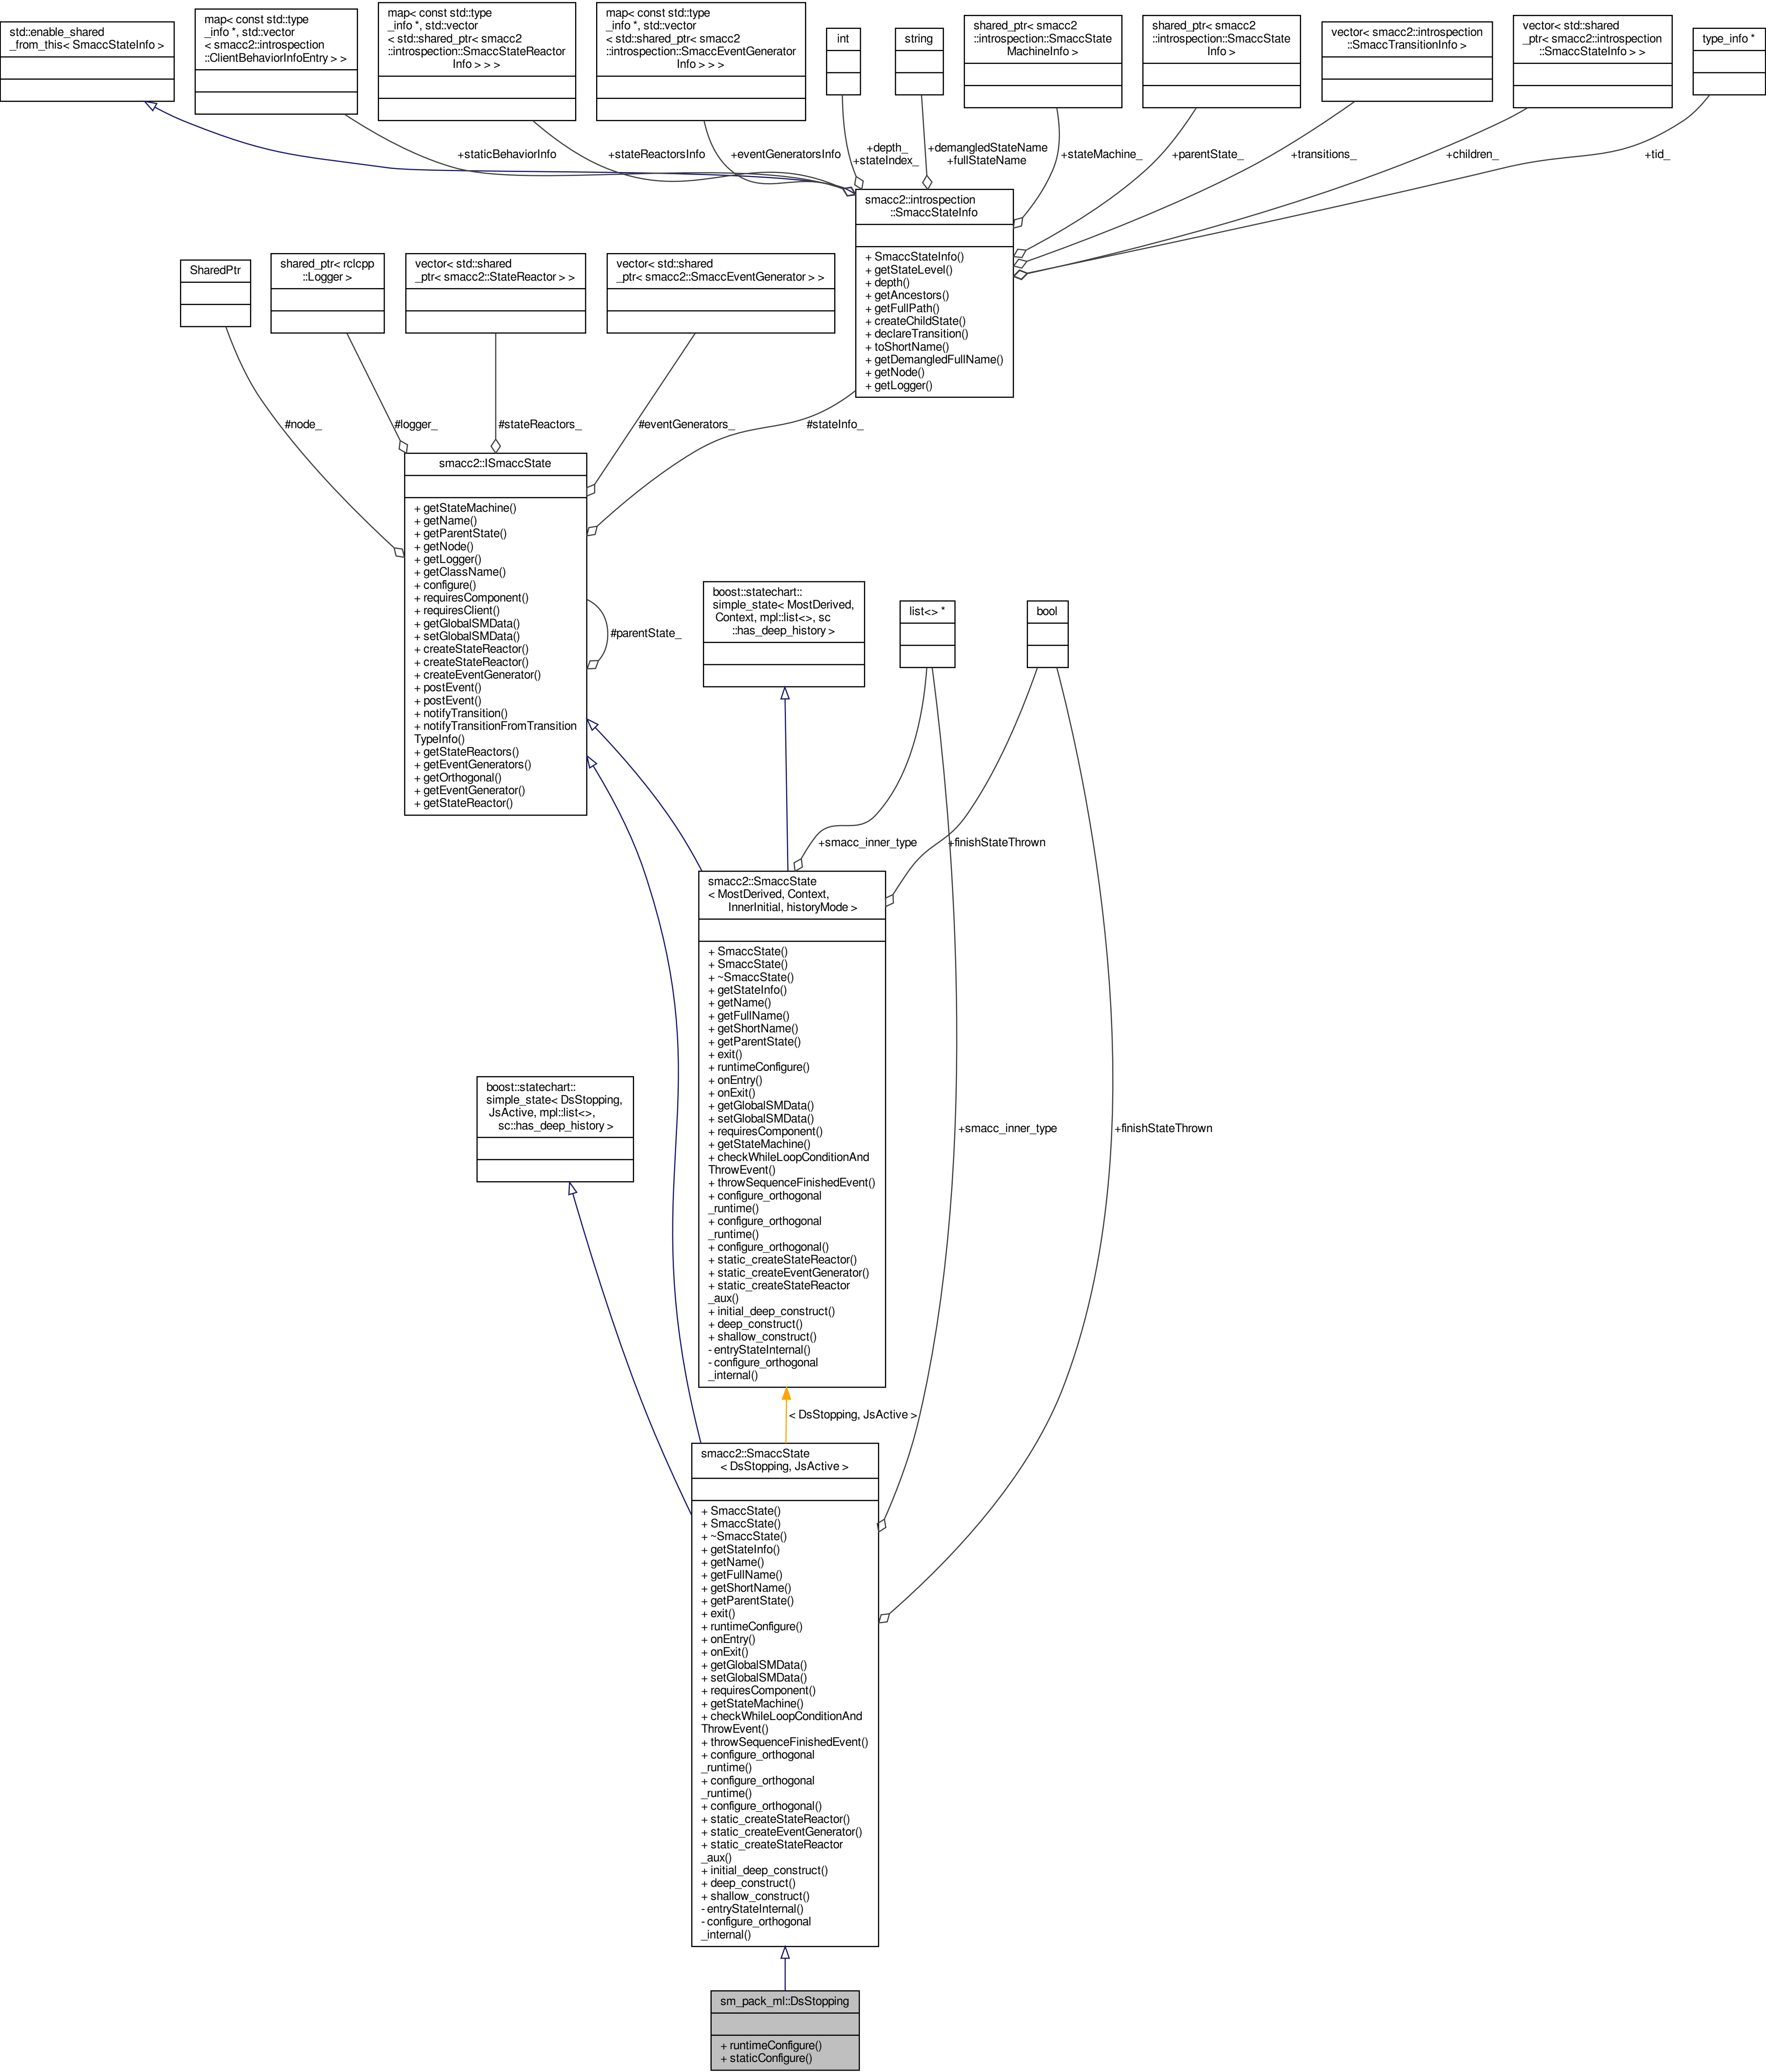 std::enable_shared
_from_this< SmaccStateInfo >
map< const std::type
_info *, std::vector
< smacc2::introspection
::ClientBehaviorInfoEntry > >
map< const std::type
_info *, std::vector
< std::shared_ptr< smacc2
::introspection::SmaccStateReactor
Info > > >
map< const std::type
_info *, std::vector
< std::shared_ptr< smacc2
::introspection::SmaccEventGenerator
Info > > >
int
string
shared_ptr< smacc2
::introspection::SmaccState
MachineInfo >
shared_ptr< smacc2
::introspection::SmaccState
Info >
vector< smacc2::introspection
::SmaccTransitionInfo >
vector< std::shared
_ptr< smacc2::introspection
::SmaccStateInfo > >
type_info *
+staticBehaviorInfo
+stateReactorsInfo
+eventGeneratorsInfo
+depth_
+stateIndex_
+demangledStateName
+fullStateName
+stateMachine_
+parentState_
+transitions_
+children_
+tid_
smacc2::introspection
::SmaccStateInfo
+ SmaccStateInfo()
+ getStateLevel()
+ depth()
+ getAncestors()
+ getFullPath()
+ createChildState()
+ declareTransition()
+ toShortName()
+ getDemangledFullName()
+ getNode()
+ getLogger()
SharedPtr
shared_ptr< rclcpp
::Logger >
vector< std::shared
_ptr< smacc2::StateReactor > >
vector< std::shared
_ptr< smacc2::SmaccEventGenerator > >
#node_
#logger_
#stateReactors_
#eventGenerators_
#stateInfo_
smacc2::ISmaccState
+ getStateMachine()
+ getName()
+ getParentState()
+ getNode()
+ getLogger()
+ getClassName()
+ configure()
+ requiresComponent()
+ requiresClient()
+ getGlobalSMData()
+ setGlobalSMData()
+ createStateReactor()
+ createStateReactor()
+ createEventGenerator()
+ postEvent()
+ postEvent()
+ notifyTransition()
+ notifyTransitionFromTransition
TypeInfo()
+ getStateReactors()
+ getEventGenerators()
+ getOrthogonal()
+ getEventGenerator()
+ getStateReactor()
#parentState_
boost::statechart::
simple_state< MostDerived,
Context, mpl::list<>, sc
::has_deep_history >
list<> *
bool
+smacc_inner_type
+finishStateThrown
smacc2::SmaccState
< MostDerived, Context,
InnerInitial, historyMode >
+ SmaccState()
+ SmaccState()
+ ~SmaccState()
+ getStateInfo()
+ getName()
+ getFullName()
+ getShortName()
+ getParentState()
+ exit()
+ runtimeConfigure()
+ onEntry()
+ onExit()
+ getGlobalSMData()
+ setGlobalSMData()
+ requiresComponent()
+ getStateMachine()
+ checkWhileLoopConditionAnd
ThrowEvent()
+ throwSequenceFinishedEvent()
+ configure_orthogonal
_runtime()
+ configure_orthogonal
_runtime()
+ configure_orthogonal()
+ static_createStateReactor()
+ static_createEventGenerator()
+ static_createStateReactor
_aux()
+ initial_deep_construct()
+ deep_construct()
+ shallow_construct()
- entryStateInternal()
- configure_orthogonal
_internal()
boost::statechart::
simple_state< DsStopping,
JsActive, mpl::list<>,
sc::has_deep_history >
+smacc_inner_type
+finishStateThrown
< DsStopping, JsActive >
smacc2::SmaccState
< DsStopping, JsActive >
+ SmaccState()
+ SmaccState()
+ ~SmaccState()
+ getStateInfo()
+ getName()
+ getFullName()
+ getShortName()
+ getParentState()
+ exit()
+ runtimeConfigure()
+ onEntry()
+ onExit()
+ getGlobalSMData()
+ setGlobalSMData()
+ requiresComponent()
+ getStateMachine()
+ checkWhileLoopConditionAnd
ThrowEvent()
+ throwSequenceFinishedEvent()
+ configure_orthogonal
_runtime()
+ configure_orthogonal
_runtime()
+ configure_orthogonal()
+ static_createStateReactor()
+ static_createEventGenerator()
+ static_createStateReactor
_aux()
+ initial_deep_construct()
+ deep_construct()
+ shallow_construct()
- entryStateInternal()
- configure_orthogonal
_internal()
sm_pack_ml::DsStopping
+ runtimeConfigure()
+ staticConfigure()